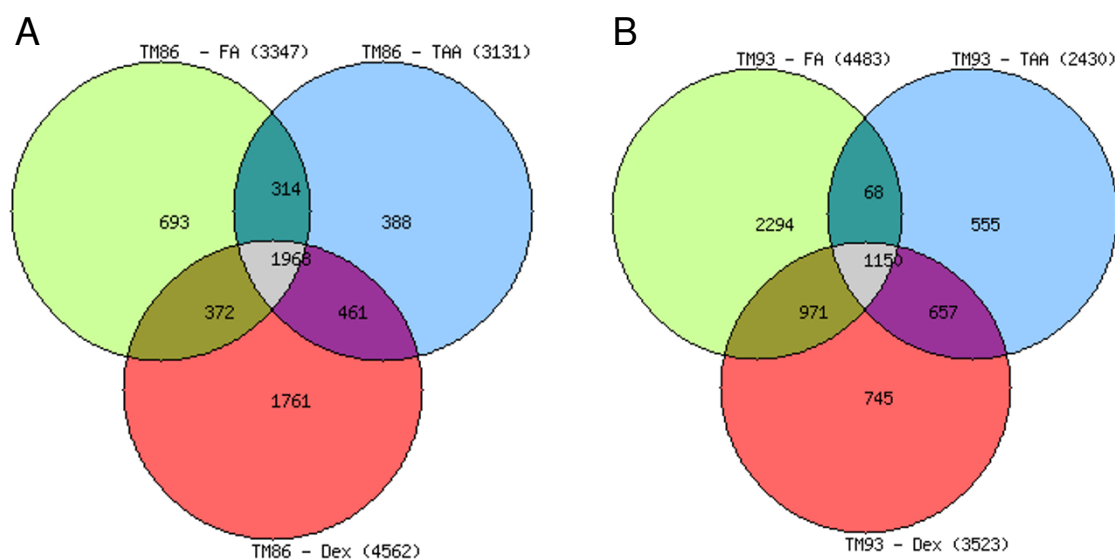 A
TM86 - FA (3347)
TM86 - TAA (3131)
314
693
388
1968
372
461
1761
TM86 - Dex (4562)
B
TM93 - FA (4483)
TM93 - TAA (2430)
68
2294
555
1150
971
657
745
TM93 - Dex (3523)